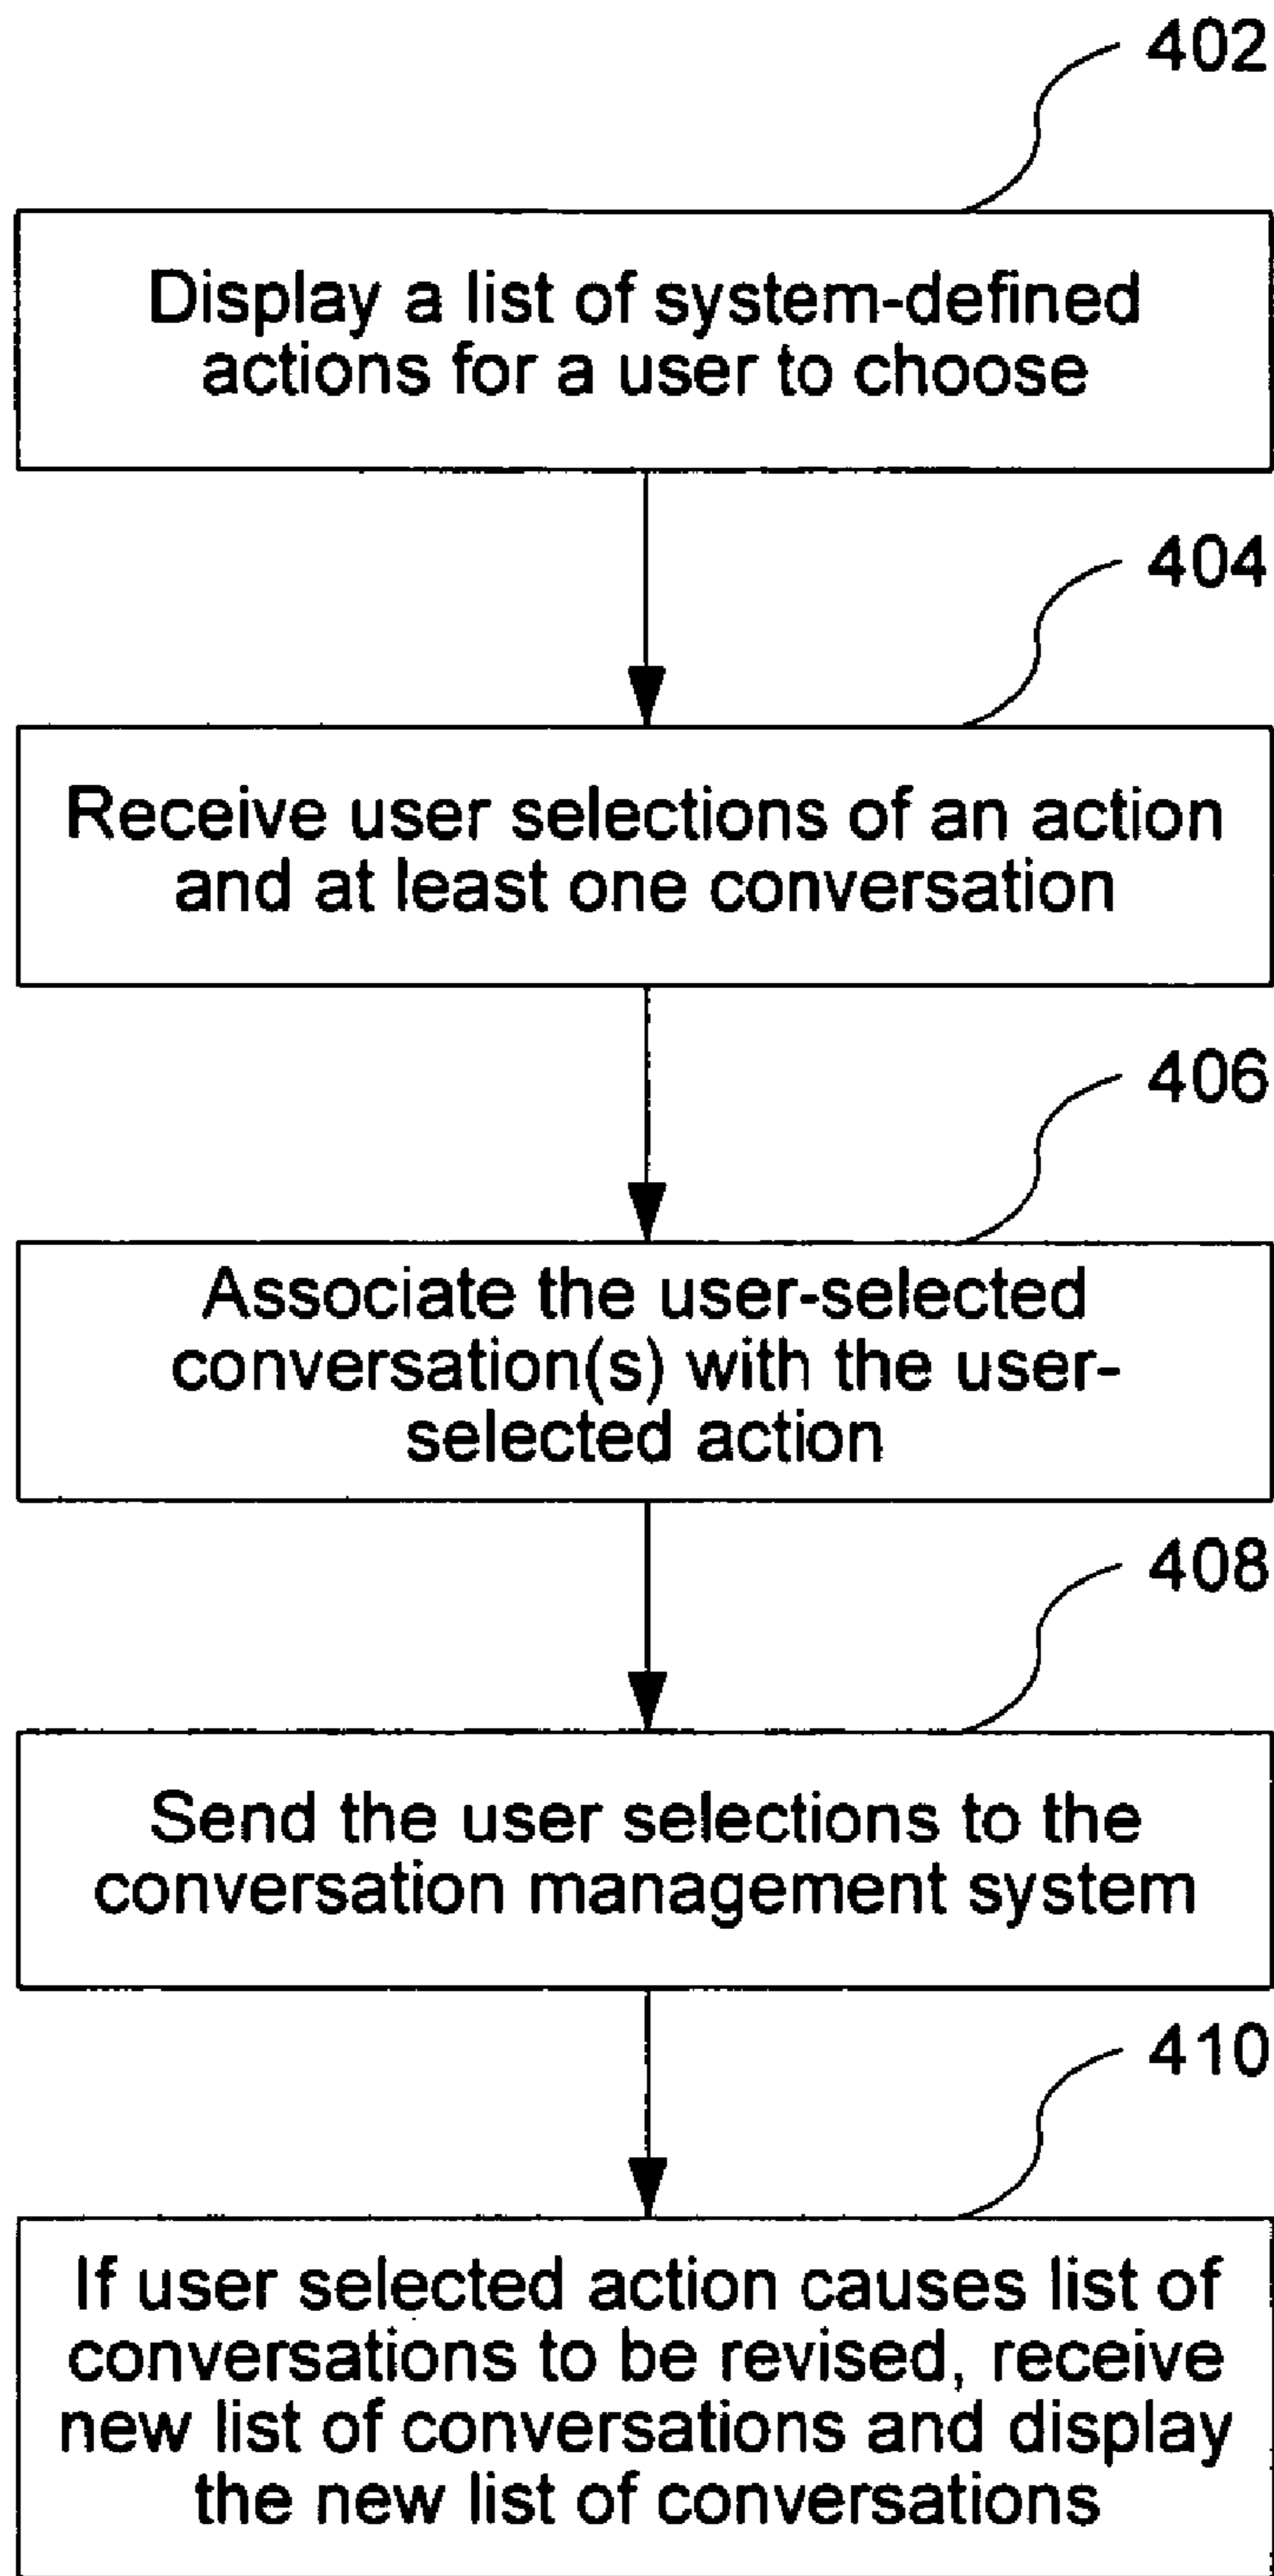 402
Display a list of system-defined
actions for a user to choose
404
Receive user selections of an action
and at least one conversation
406
Associate the user-selected
conversation(s) with the user-
selected action
408
Send the user selections to the
conversation management system
410
If user selected action causes list of
conversations to be revised, receive
new list of conversations and display
the new list of conversations